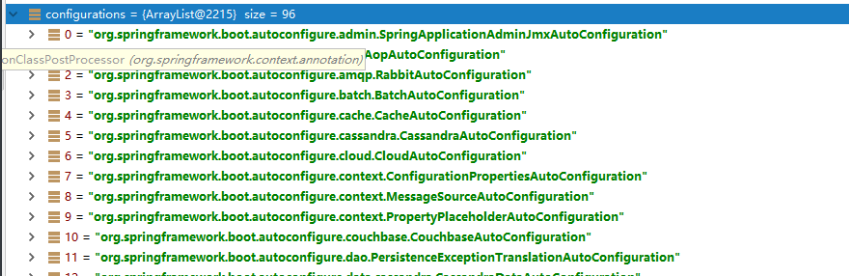 configurations = {ArrayList@2215} size = 96
0 = "org.springframework.boot.autoconfigure.admin.SpringApplicationAdminJmxAutoConfiguration"
onClassPostProcessor (org.springframework.context.annotation) AopAutoConfiguration"
2 = "org.springframework.boot.autoconfigure.amqp.RabbitAutoConfiguration"
3 = "org.springframework.boot.autoconfigure.batch.BatchAutoConfiguration"
4 = "org.springframework.boot.autoconfigure.cache.CacheAutoConfiguration"
5 = "org.springframework.boot.autoconfigure.cassandra.CassandraAutoConfiguration"
6 = "org.springframework.boot.autoconfigure.cloud.CloudAutoConfiguration"
7 = "org.springframework.boot.autoconfigure.context.ConfigurationPropertiesAutoConfiguration"
8 = "org.springframework.boot.autoconfigure.context.MessageSourceAutoConfiguration"
9 = "org.springframework.boot.autoconfigure.context.PropertyPlaceholderAutoConfiguration"
10 = "org.springframework.boot.autoconfigure.couchbase.CouchbaseAutoConfiguration"
11 = "org.springframework.boot.autoconfigure.dao.PersistenceExceptionTranslationAutoConfiguration"